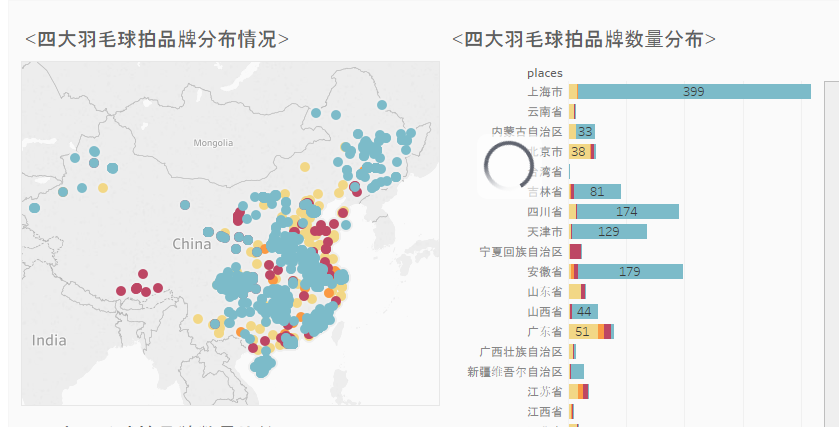 <四大羽毛球拍品牌分布情况>
<四大羽毛球拍品牌数量分布>
Mongolia
China
India
places
上海市 399
云南省
内蒙古自治区 33
北京市 38
台湾省
吉林省 81
四川省 174
天津市 129
宁夏回族自治区
安徽省 179
山东省
山西省 44
广东省 51
广西壮族自治区
新疆维吾尔自治区
江苏省
江西省